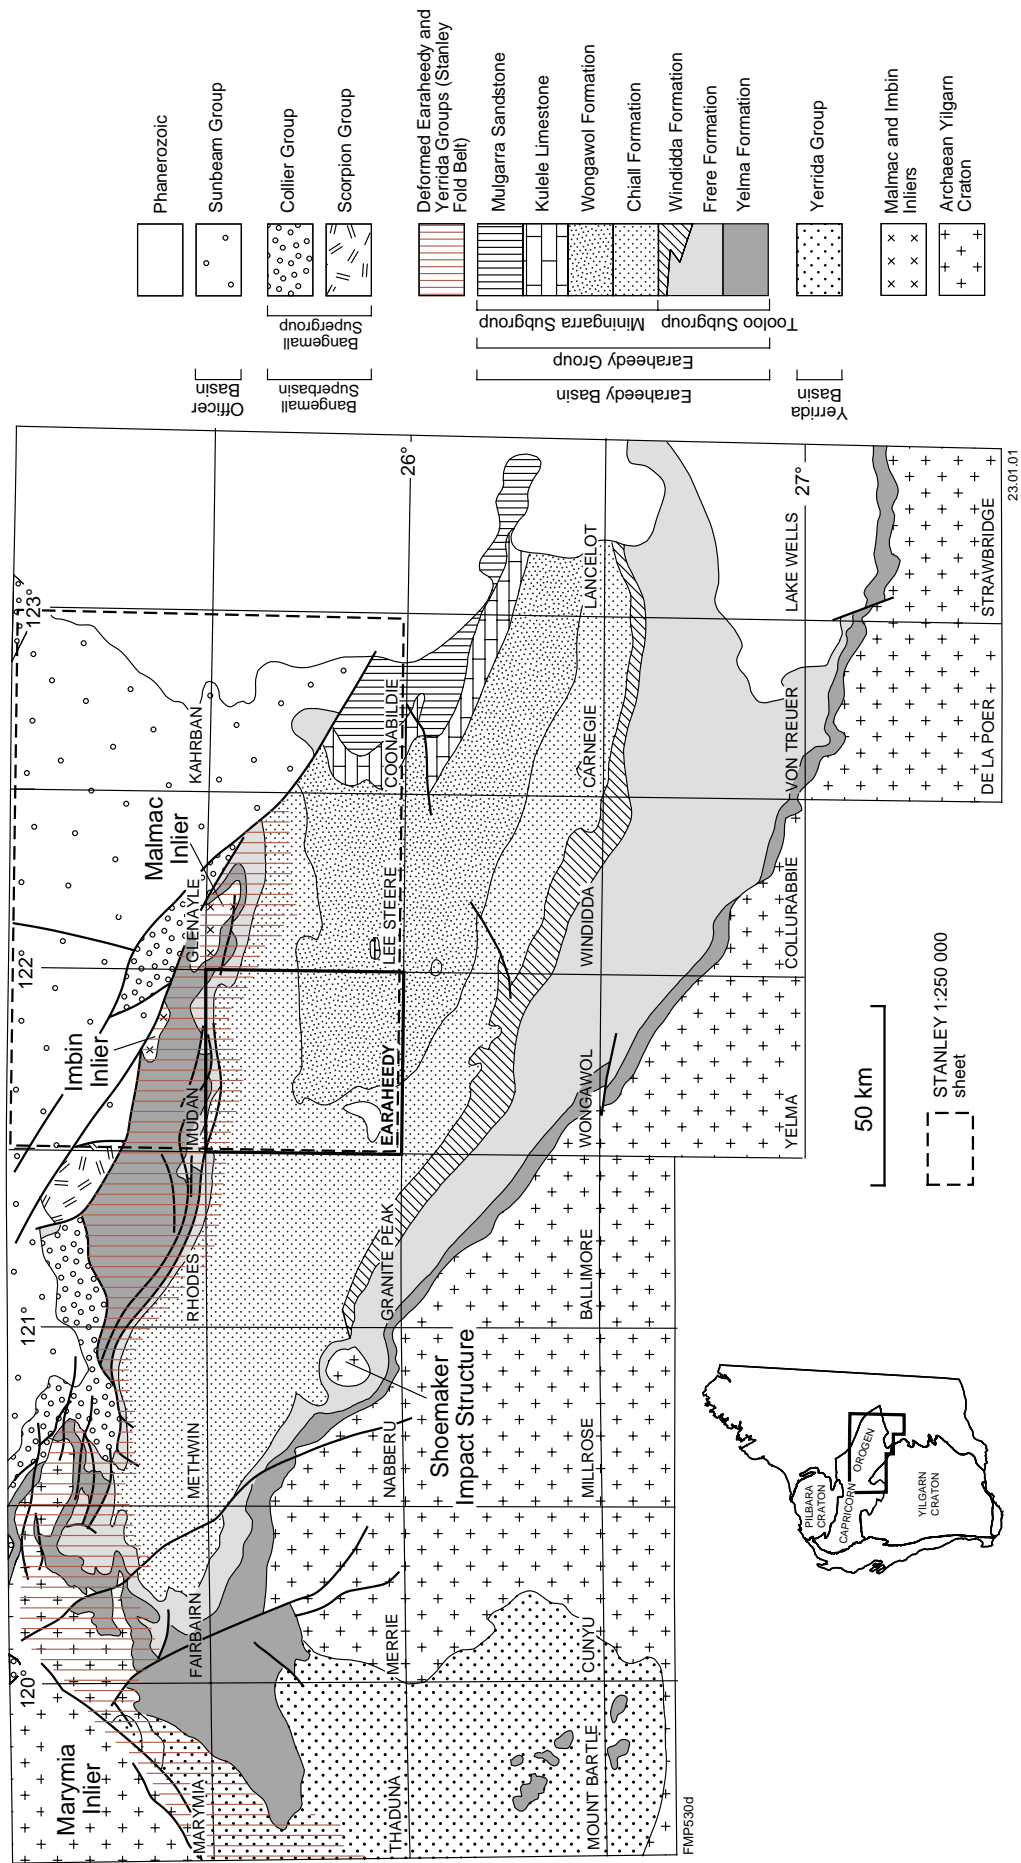 Phanerozoic
Sunbeam Group
Collier Group
Scorpion Group
Deformed Earaheedy and
Yerrida Groups (Stanley
Fold Belt)
Mulgarra Sandstone
Kulele Limestone
Wongawol Formation
Chiall Formation
Windidda Formation
Frere Formation
Yelma Formation
Yerrida Group
Malmac and Imbin
Inliers
Archaean Yilgarn
Craton
Bangemall
Supergroup
Miningarra Subgroup
Tooloo Subgroup
Earaheedy Group
Officer
Basin
Bangemall
Superbasin
Earaheedy Basin
Yerrida
Basin
120°
121
122°
123°
26°
27°
Marymia
Inlier
Imbin
Inlier
Malmac
Inlier
MARYMIA
FAIRBAIRN
METHWIN
RHODES
MUDAN
GLENAYLE
KAHRBAN
THADUNA
MERRIE
NABBERU
GRANITE PEAK
EARAHEEDY
LEE STEERE
COONABILDIE
Shoemaker
Impact Structure
MOUNT BARTLE
CUNYU
MILLROSE
BALLIMORE
WONGAWOL
WINDIDDA
CARNEGIE
LANCELOT
YELMA
COLLURABBIE
VON TREUER
LAKE WELLS
DE LA POER
STRAWBRIDGE
FMP530d
23.01.01
PILBARA
CRATON
CAPRICORN
OROGEN
YILGARN
CRATON
50 km
STANLEY 1:250 000
sheet